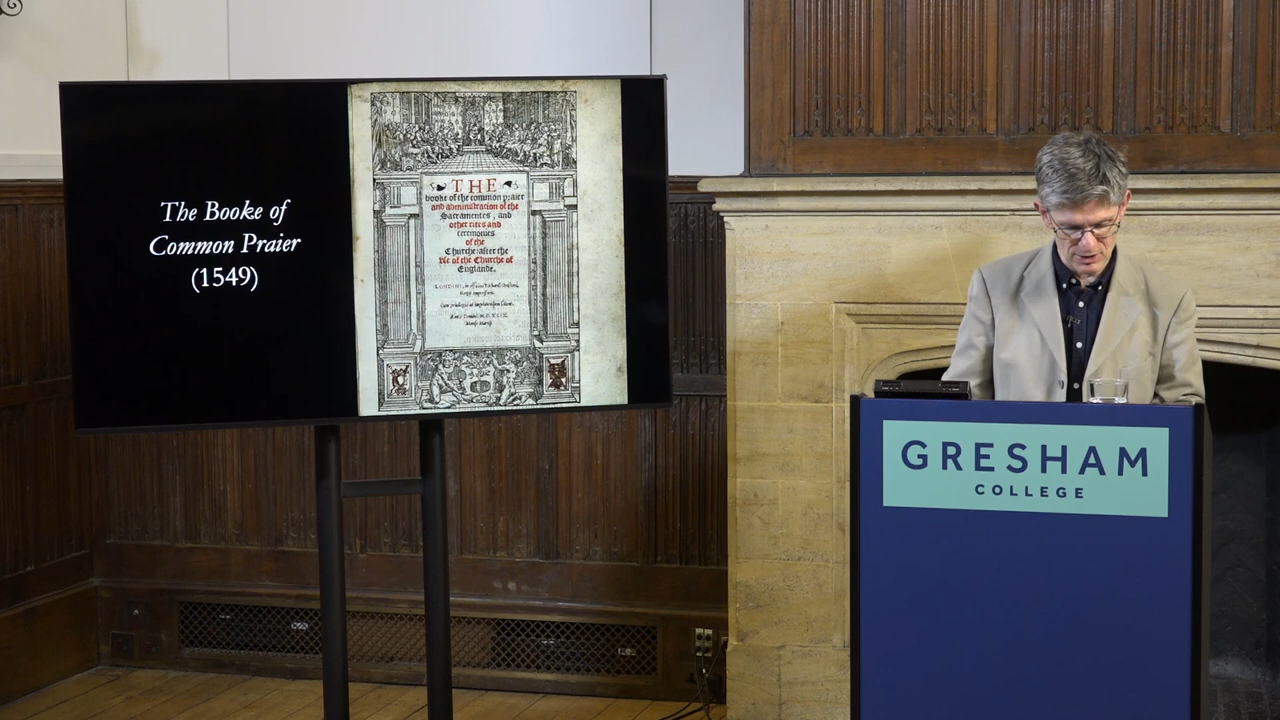 The Booke of
Common Praier
(1549)
THE
booke of the common praier
and administracion of the
Sacramentes, and
other rites and
ceremonies
of the
Churche: after the
vse of the Churche of
Englande.
GRESHAM
COLLEGE